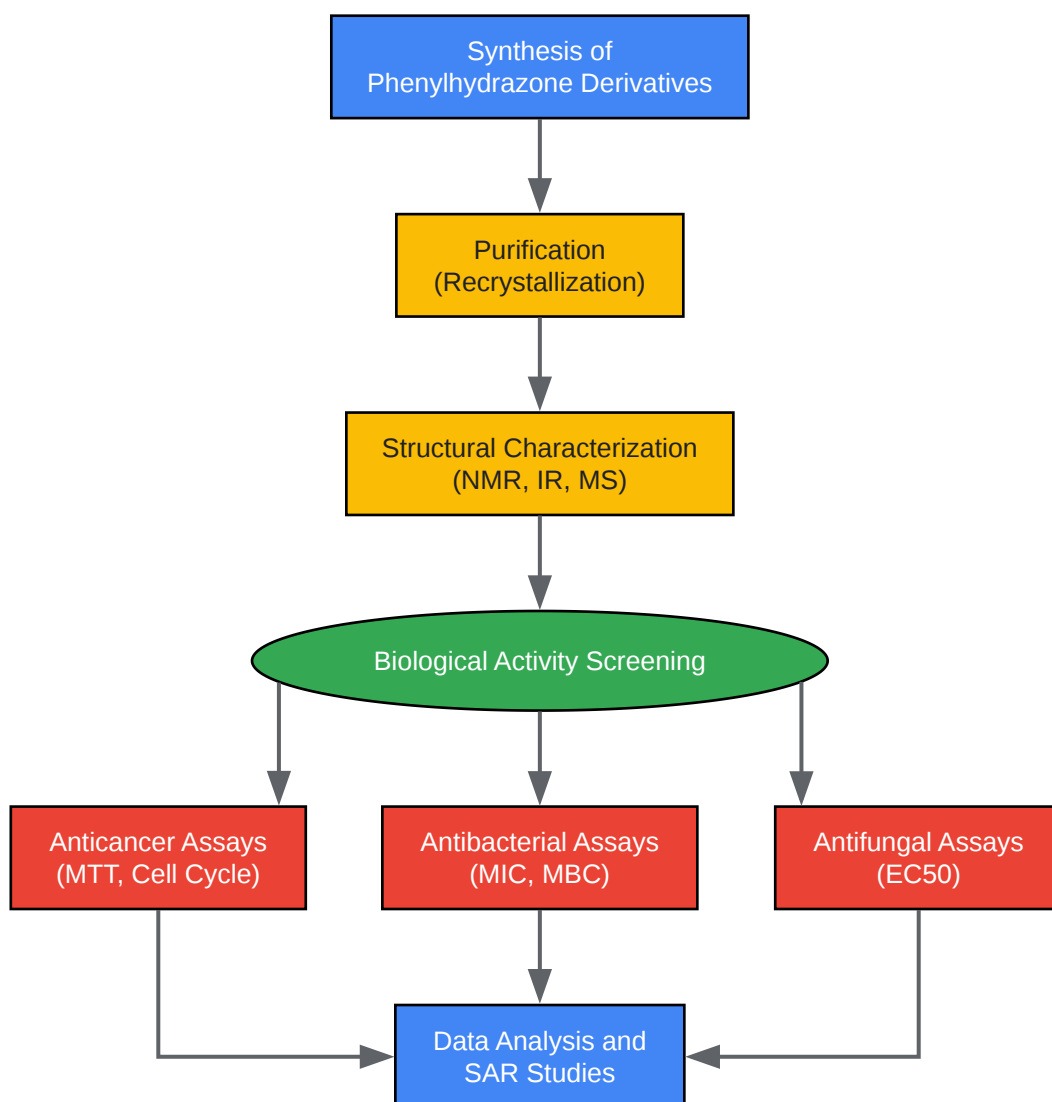 Synthesis of
Phenylhydrazone Derivatives
Purification
(Recrystallization)
Structural Characterization
(NMR, IR, MS)
Biological Activity Screening
Anticancer Assays
(MTT, Cell Cycle)
Antibacterial Assays
(MIC, MBC)
Antifungal Assays
(EC50)
Data Analysis and
SAR Studies